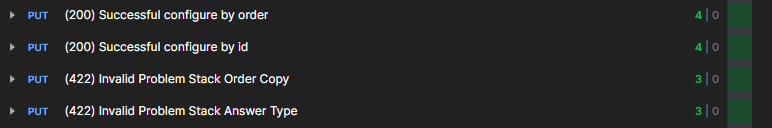 PUT (200) Successful configure by order 4 | 0
PUT (200) Successful configure by id 4 | 0
PUT (422) Invalid Problem Stack Order Copy 3 | 0
PUT (422) Invalid Problem Stack Answer Type 3 | 0